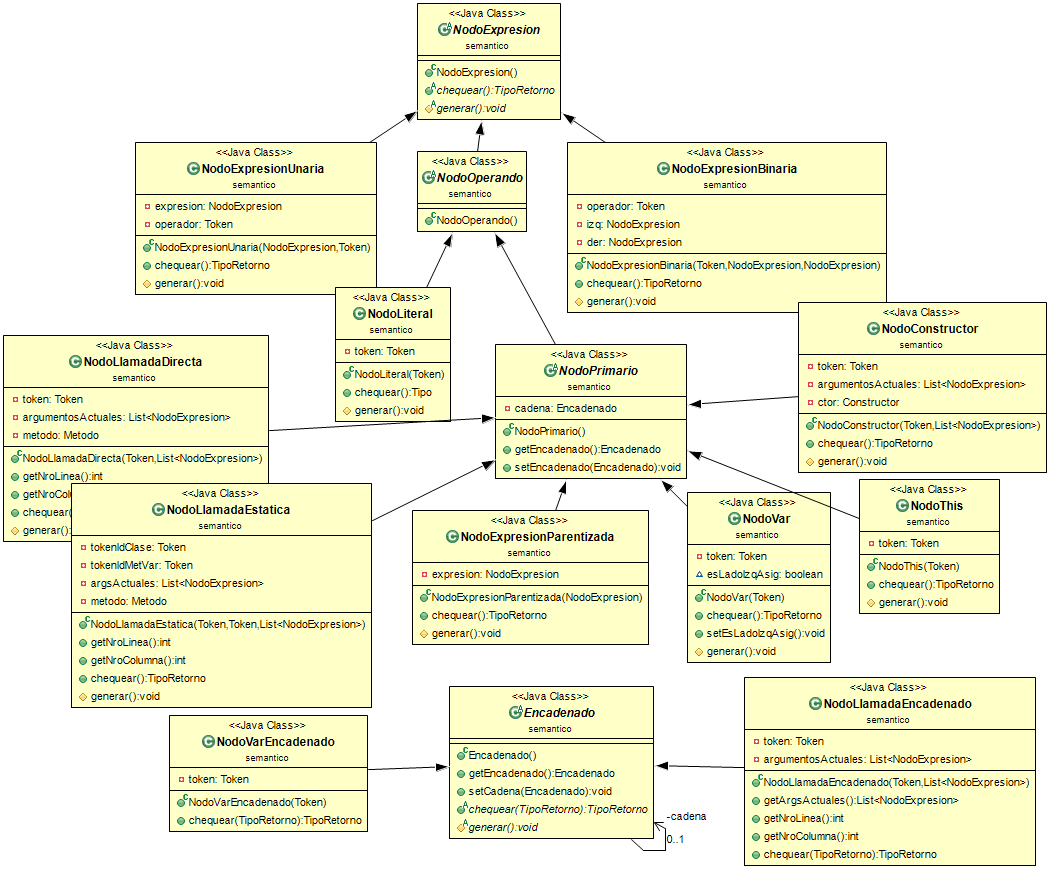 <<Java Class>>
NodoExpresion
semantico
NodoExpresion()
chequear():TipoRetorno
generar():void
<<Java Class>>
NodoExpresionUnaria
semantico
expresion: NodoExpresion
operador: Token
NodoExpresionUnaria(NodoExpresion,Token)
chequear():TipoRetorno
generar():void
<<Java Class>>
NodoOperando
semantico
NodoOperando()
<<Java Class>>
NodoExpresionBinaria
semantico
operador: Token
izq: NodoExpresion
der: NodoExpresion
NodoExpresionBinaria(Token,NodoExpresion,NodoExpresion)
chequear():TipoRetorno
generar():void
<<Java Class>>
NodoLiteral
semantico
token: Token
NodoLiteral(Token)
chequear():Tipo
generar():void
<<Java Class>>
NodoConstructor
semantico
token: Token
argumentosActuales: List<NodoExpresion>
ctor: Constructor
NodoConstructor(Token,List<NodoExpresion>)
chequear():TipoRetorno
generar():void
<<Java Class>>
NodoLlamadaDirecta
semantico
token: Token
argumentosActuales: List<NodoExpresion>
metodo: Metodo
NodoLlamadaDirecta(Token,List<NodoExpresion>)
getNroLinea():int
getNroColu
chequear(
generar():
<<Java Class>>
NodoPrimario
semantico
cadena: Encadenado
NodoPrimario()
getEncadenado():Encadenado
setEncadenado(Encadenado):void
<<Java Class>>
NodoLlamadaEstatica
semantico
tokenIdClase: Token
tokenIdMetVar: Token
argsActuales: List<NodoExpresion>
metodo: Metodo
NodoLlamadaEstatica(Token,Token,List<NodoExpresion>)
getNroLinea():int
getNroColumna():int
chequear():TipoRetorno
generar():void
<<Java Class>>
NodoExpresionParentizada
semantico
expresion: NodoExpresion
NodoExpresionParentizada(NodoExpresion)
chequear():TipoRetorno
generar():void
<<Java Class>>
NodoVar
semantico
token: Token
esLadoIzqAsig: boolean
NodoVar(Token)
chequear():TipoRetorno
setEsLadoIzqAsig():void
generar():void
<<Java Class>>
NodoThis
semantico
token: Token
NodoThis(Token)
chequear():TipoRetorno
generar():void
<<Java Class>>
NodoVarEncadenado
semantico
token: Token
NodoVarEncadenado(Token)
chequear(TipoRetorno):TipoRetorno
<<Java Class>>
Encadenado
semantico
Encadenado()
getEncadenado():Encadenado
setCadena(Encadenado):void
chequear(TipoRetorno):TipoRetorno
generar():void
-cadena
0..1
<<Java Class>>
NodoLlamadaEncadenado
semantico
token: Token
argumentosActuales: List<NodoExpresion>
NodoLlamadaEncadenado(Token,List<NodoExpresion>)
getArgsActuales():List<NodoExpresion>
getNroLinea():int
getNroColumna():int
chequear(TipoRetorno):TipoRetorno